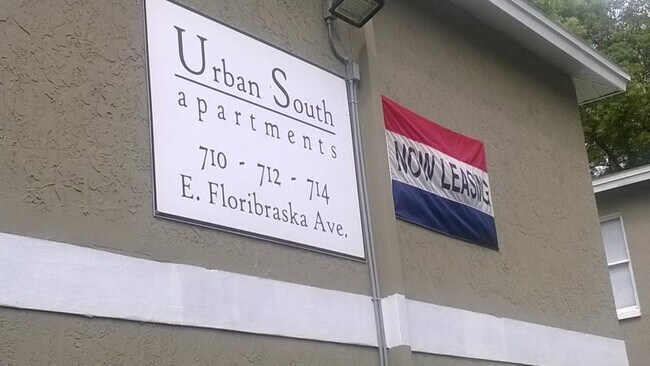 Urban South
apartments
710 - 712 - 714
E. Floribraska Ave.
NOW LEASING